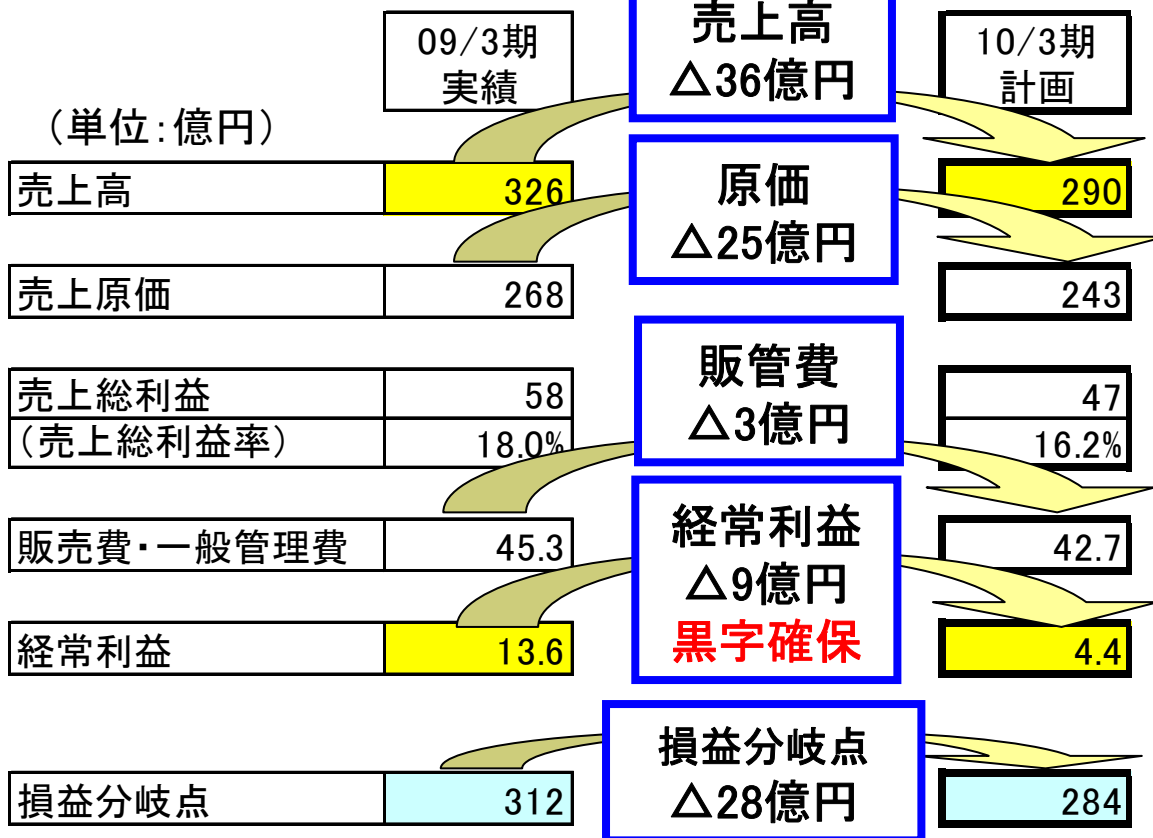 09/3期
実績
売上高
△36億円
10/3期
計画
（単位：億円）
売上高 326 290
原価
△25億円
売上原価 268 243
販管費
△3億円
売上総利益 58 47
（売上総利益率） 18.0% 16.2%
経常利益
△9億円
黒字確保
販売費・一般管理費 45.3 42.7
経常利益 13.6 4.4
損益分岐点
△28億円
損益分岐点 312 284